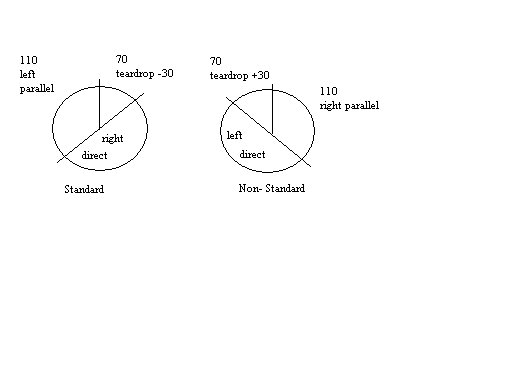 110
left
parallel
70
teardrop -30
right
direct
Standard
70
teardrop +30
110
right parallel
left
direct
Non- Standard